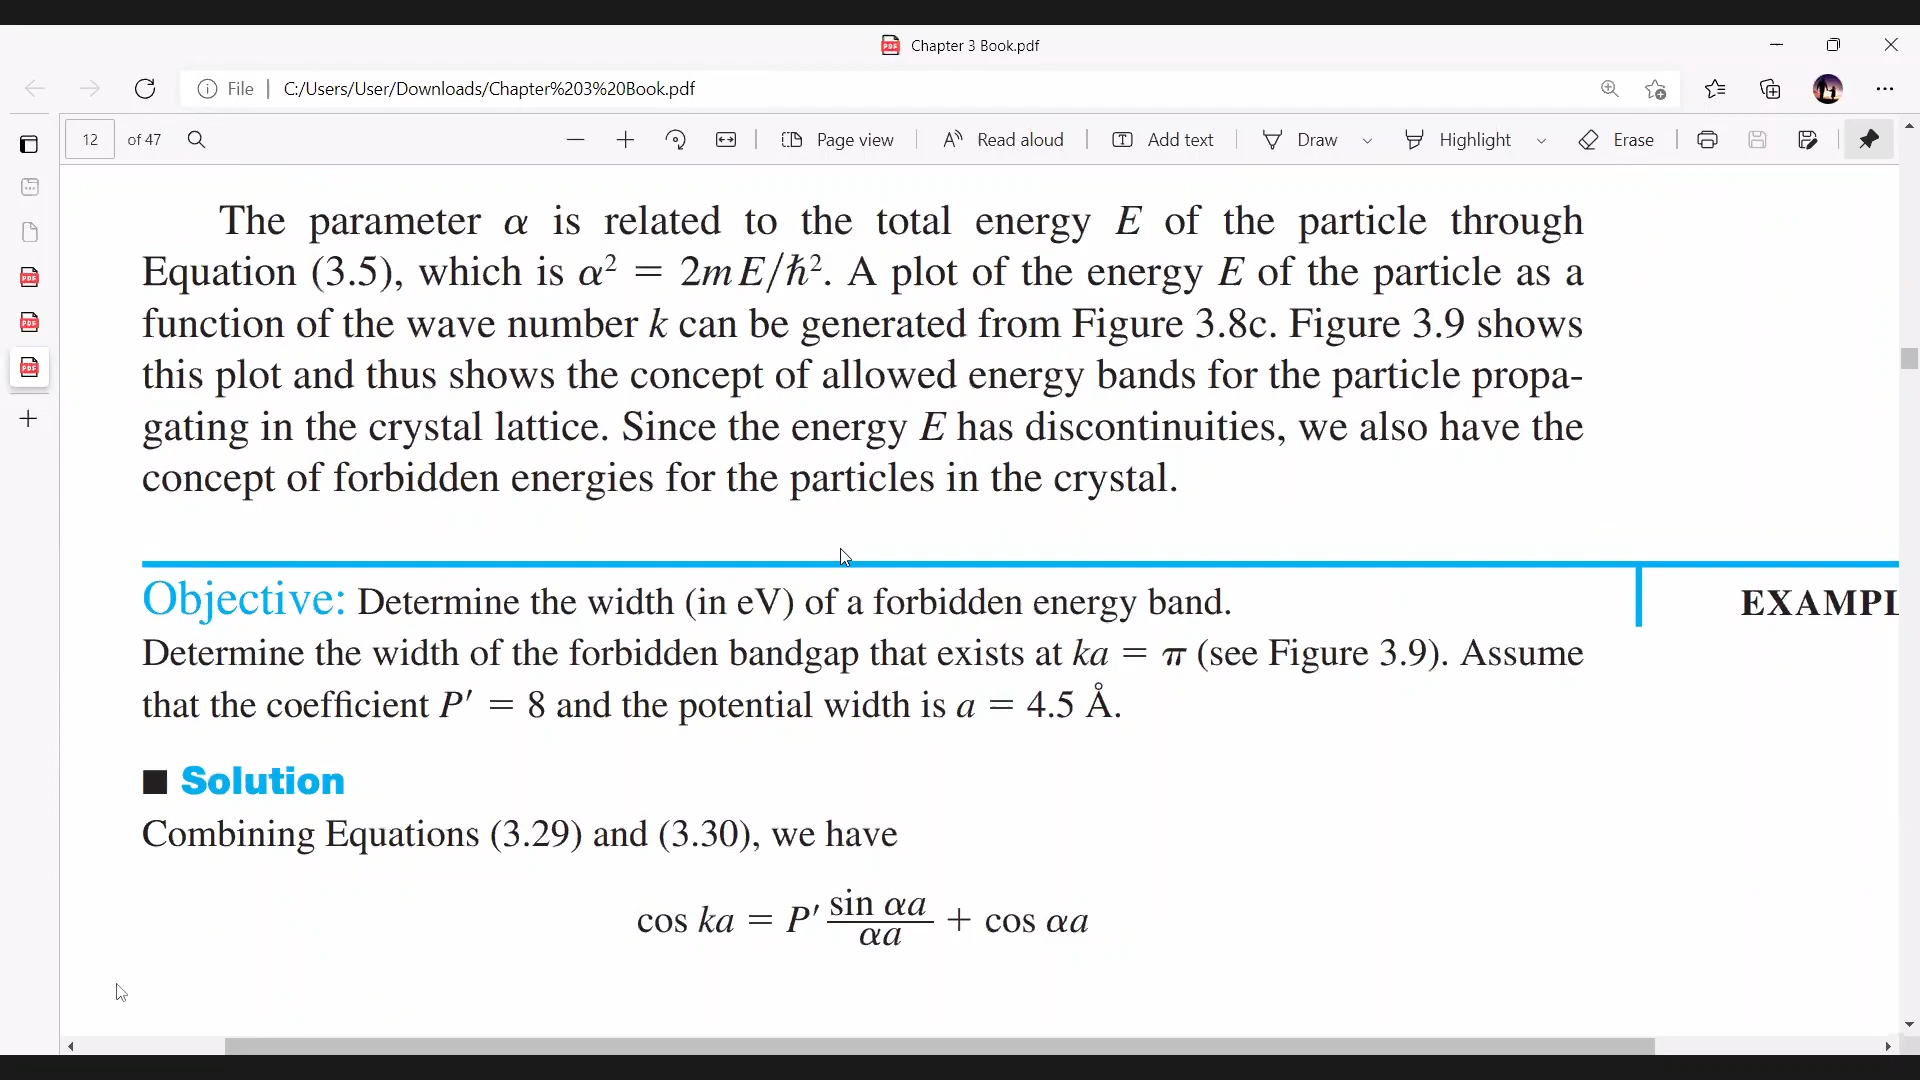 Chapter 3 Book.pdf
File | C:/Users/User/Downloads/Chapter%203%20Book.pdf
12 of 47 Page view Read aloud Add text Draw Highlight Erase
The parameter α is related to the total energy E of the particle through
Equation (3.5), which is α² = 2mE/ℏ². A plot of the energy E of the particle as a
function of the wave number k can be generated from Figure 3.8c. Figure 3.9 shows
this plot and thus shows the concept of allowed energy bands for the particle propa-
gating in the crystal lattice. Since the energy E has discontinuities, we also have the
concept of forbidden energies for the particles in the crystal.
Objective: Determine the width (in eV) of a forbidden energy band.
EXAMPL
Determine the width of the forbidden bandgap that exists at ka = π (see Figure 3.9). Assume
that the coefficient P′ = 8 and the potential width is a = 4.5 Å.
■ Solution
Combining Equations (3.29) and (3.30), we have
cos ka = P′ sin αa / αa + cos αa